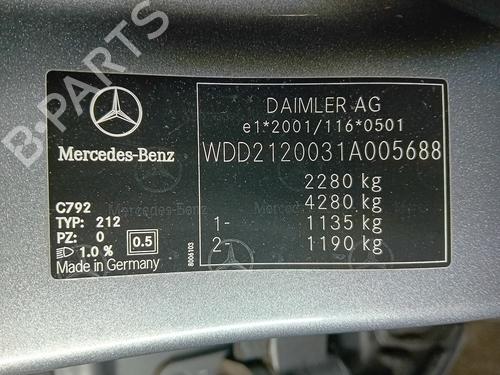 B-PARTS
DAIMLER AG
e1*2001/116*0501
Mercedes-Benz
WDD2120031A005688
2280 kg
4280 kg
1- 1135 kg
2- 1190 kg
C792
TYP: 212
PZ: 0
1.0 % 0.5
Made in Germany
8006103